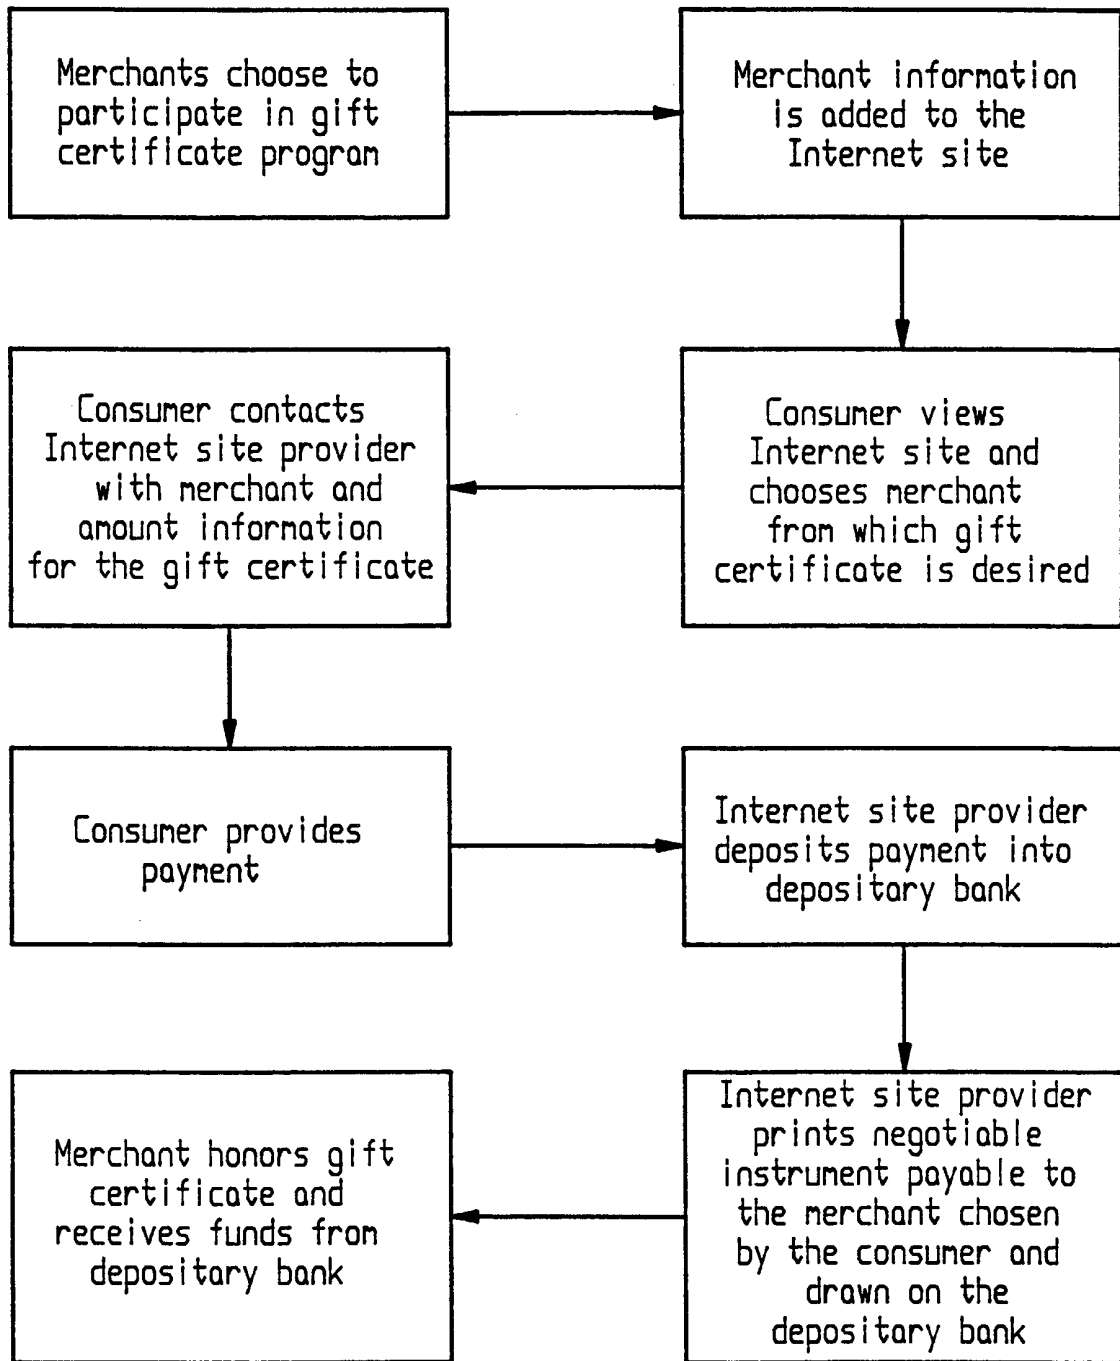 Merchants choose to
participate in gift
certificate program
Merchant information
is added to the
Internet site
Consumer views
Internet site and
chooses merchant
from which gift
certificate is desired
Consumer contacts
Internet site provider
with merchant and
amount information
for the gift certificate
Consumer provides
payment
Internet site provider
deposits payment into
depositary bank
Internet site provider
prints negotiable
instrument payable to
the merchant chosen
by the consumer and
drawn on the
depositary bank
Merchant honors gift
certificate and
receives funds from
depositary bank